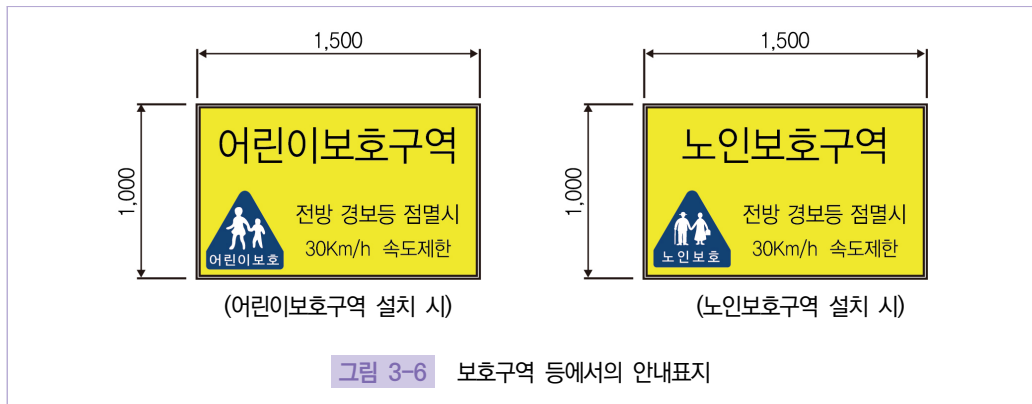 1,500
1,000
어린이보호구역
전방 경보등 점멸시
30Km/h 속도제한
어린이보호
(어린이보호구역 설치 시)
1,500
1,000
노인보호구역
전방 경보등 점멸시
30Km/h 속도제한
노인보호
(노인보호구역 설치 시)
그림 3-6 보호구역 등에서의 안내표지